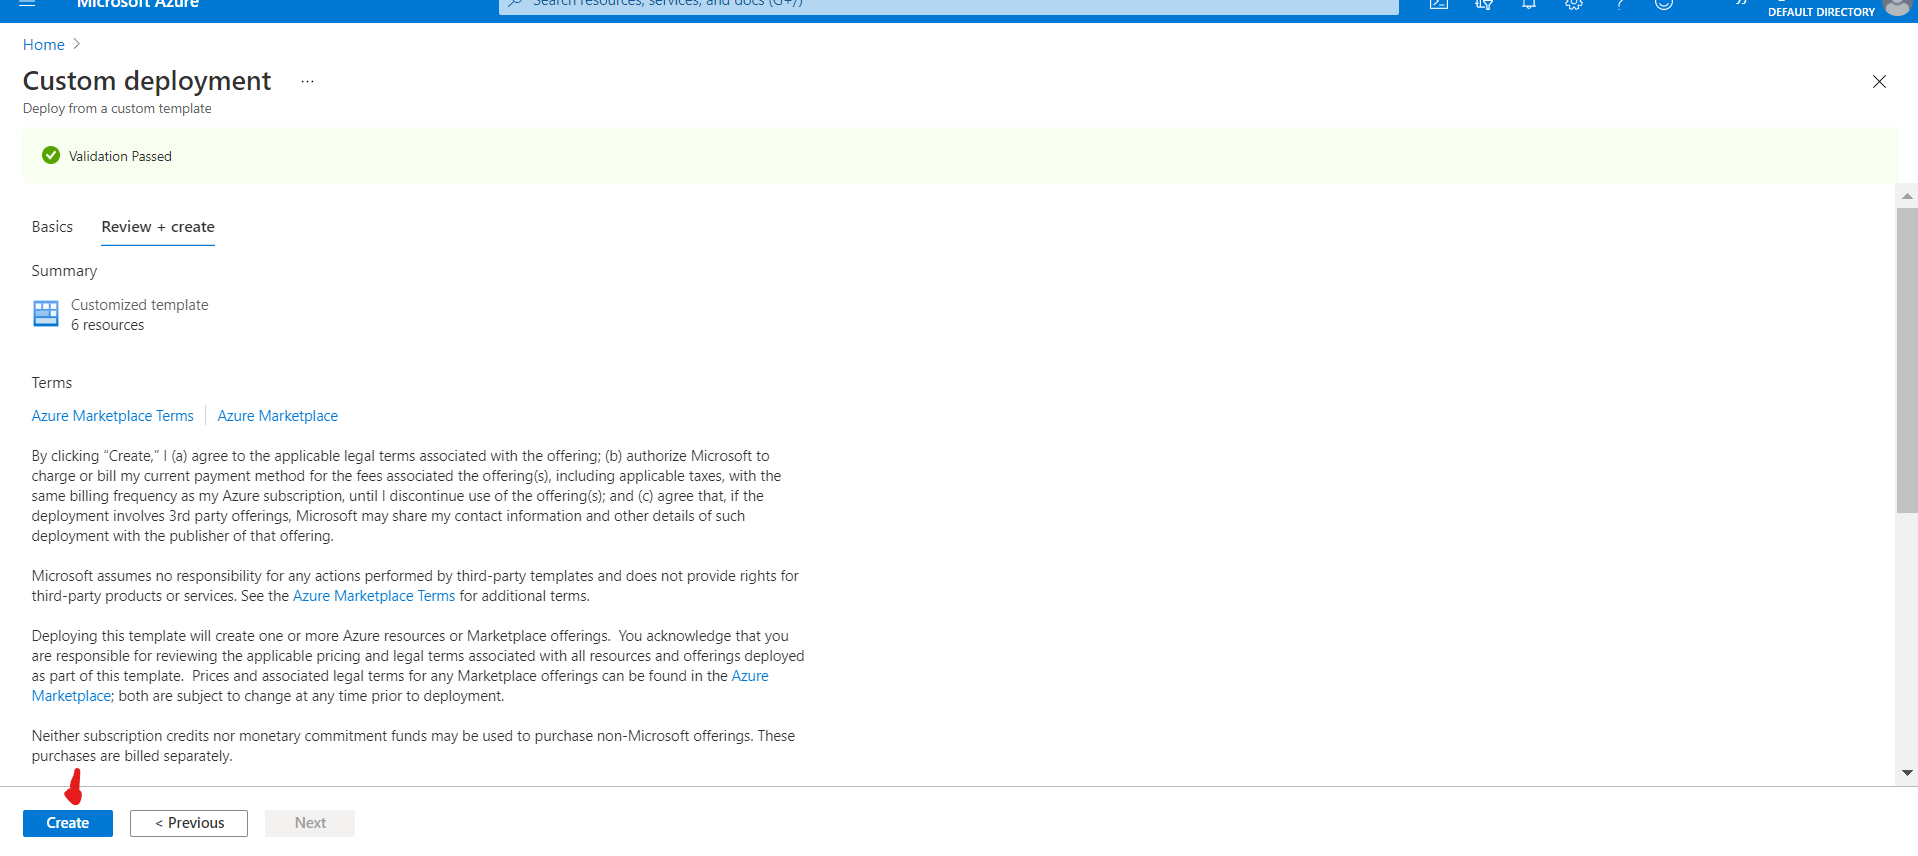 Microsoft Azure
Search resources, services, and docs (G+/)
DEFAULT DIRECTORY
Home >
Custom deployment ...
Deploy from a custom template
Validation Passed
Basics Review + create
Summary
Customized template
6 resources
Terms
Azure Marketplace Terms Azure Marketplace
By clicking “Create,” I (a) agree to the applicable legal terms associated with the offering; (b) authorize Microsoft to
charge or bill my current payment method for the fees associated the offering(s), including applicable taxes, with the
same billing frequency as my Azure subscription, until I discontinue use of the offering(s); and (c) agree that, if the
deployment involves 3rd party offerings, Microsoft may share my contact information and other details of such
deployment with the publisher of that offering.
Microsoft assumes no responsibility for any actions performed by third-party templates and does not provide rights for
third-party products or services. See the Azure Marketplace Terms for additional terms.
Deploying this template will create one or more Azure resources or Marketplace offerings.  You acknowledge that you
are responsible for reviewing the applicable pricing and legal terms associated with all resources and offerings deployed
as part of this template.  Prices and associated legal terms for any Marketplace offerings can be found in the Azure
Marketplace; both are subject to change at any time prior to deployment.
Neither subscription credits nor monetary commitment funds may be used to purchase non-Microsoft offerings. These
purchases are billed separately.
Create < Previous Next